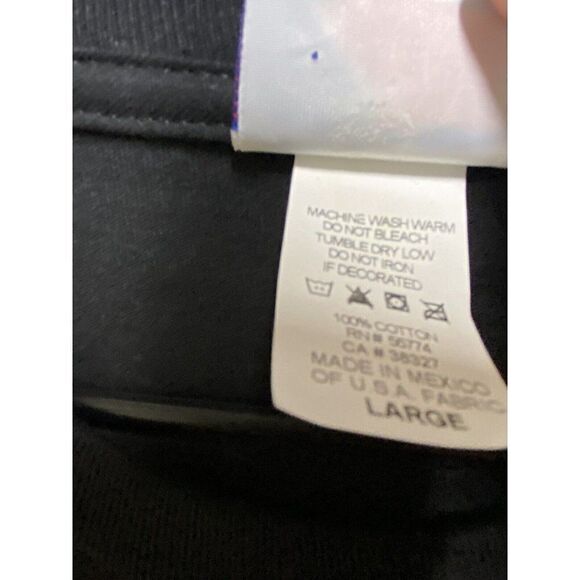 MACHINE WASH WARM
DO NOT BLEACH
TUMBLE DRY LOW
DO NOT IRON
IF DECORATED
100% COTTON
RN# 55774
CA # 38327
MADE IN MEXICO
OF U.S.A. FABRIC
LARGE